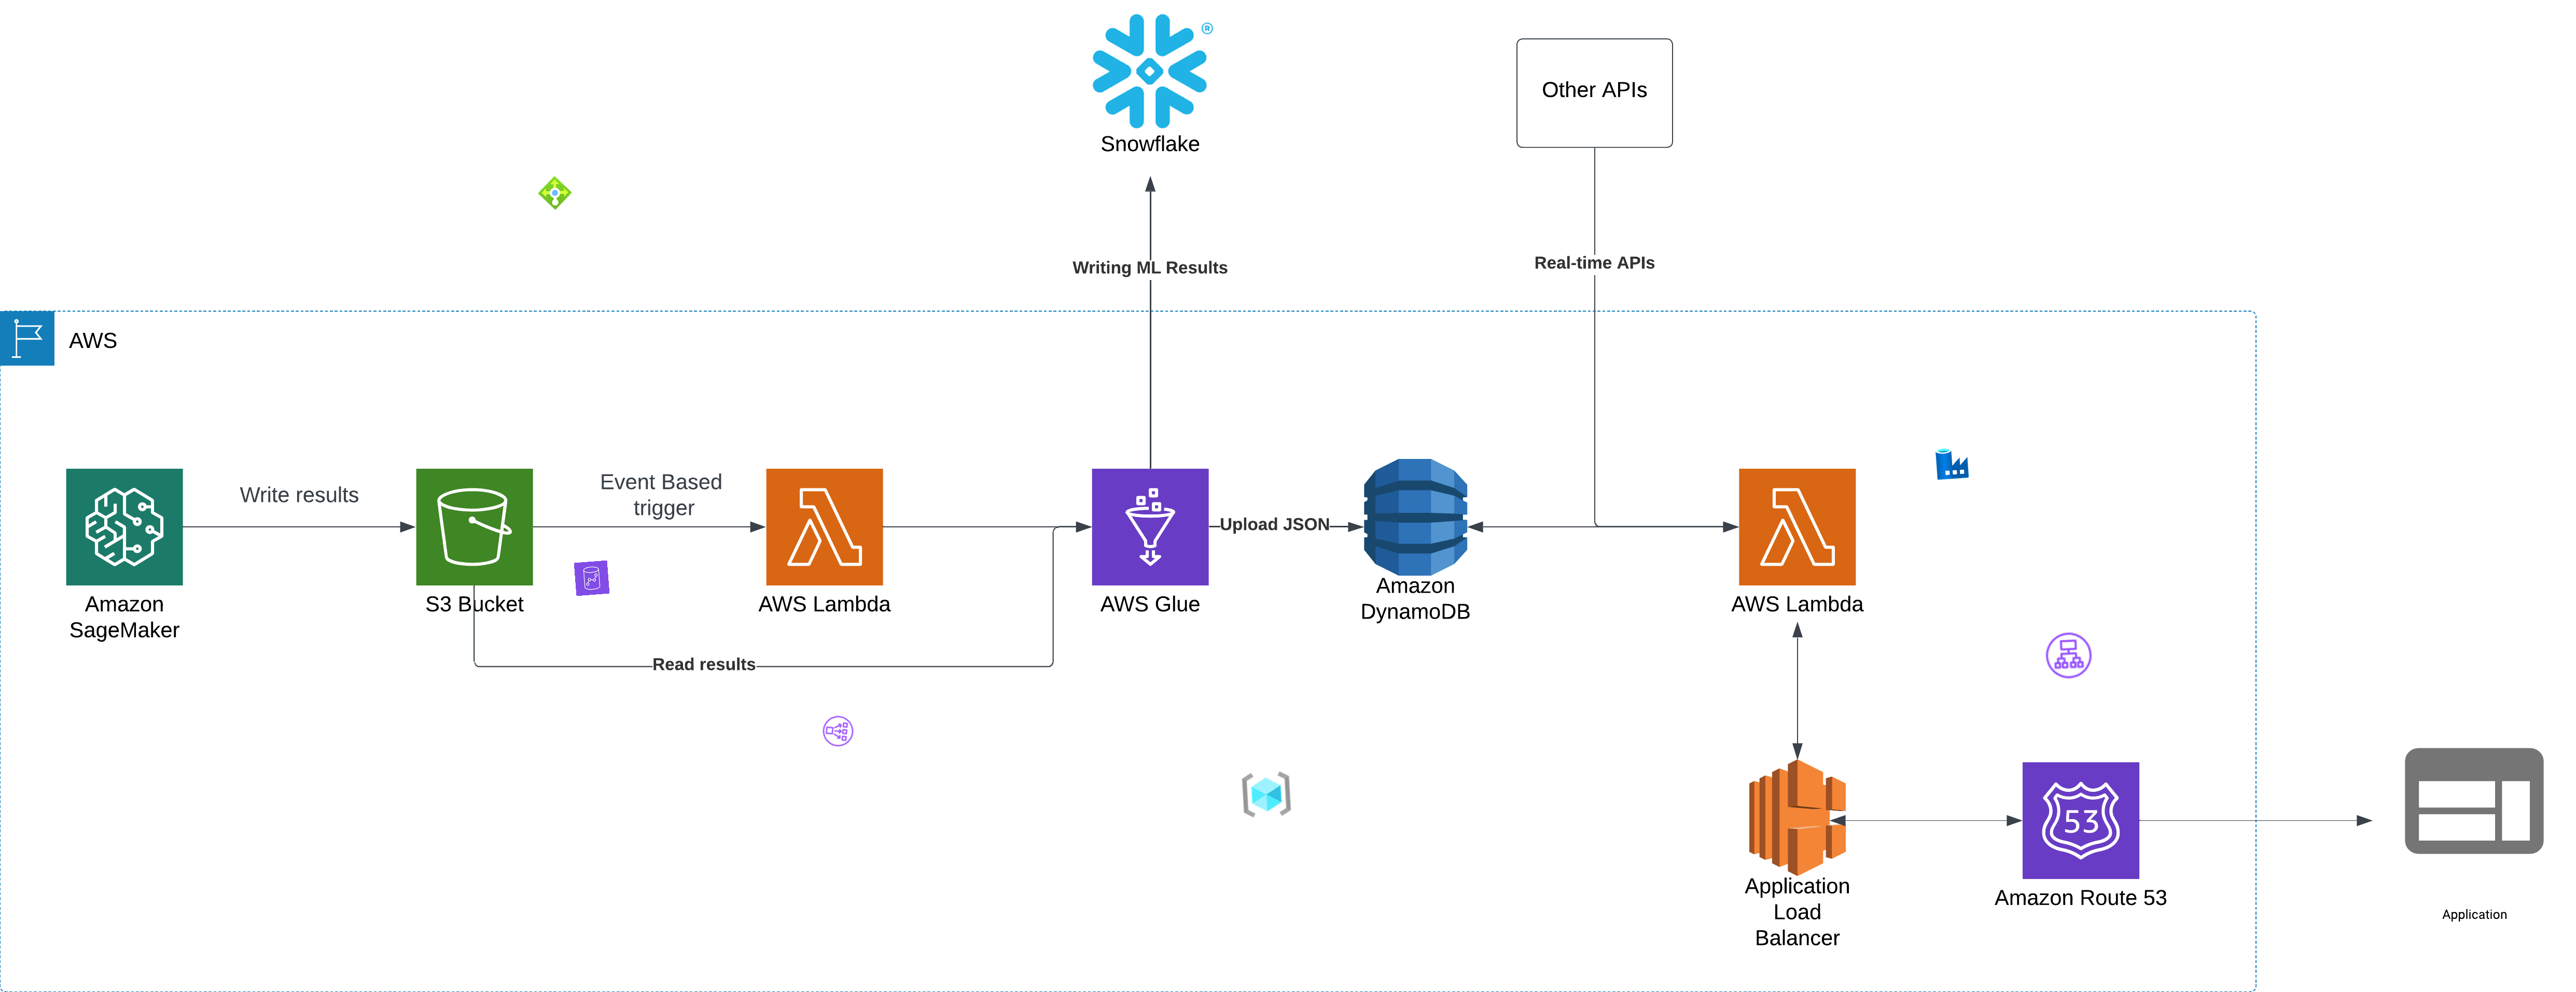 ®
Snowflake
Other APIs
Writing ML Results
Real-time APIs
AWS
Write results
Event Based
trigger
Upload JSON
Amazon
SageMaker
S3 Bucket
AWS Lambda
AWS Glue
Amazon
DynamoDB
AWS Lambda
Read results
53
Application
Load
Balancer
Amazon Route 53
Application